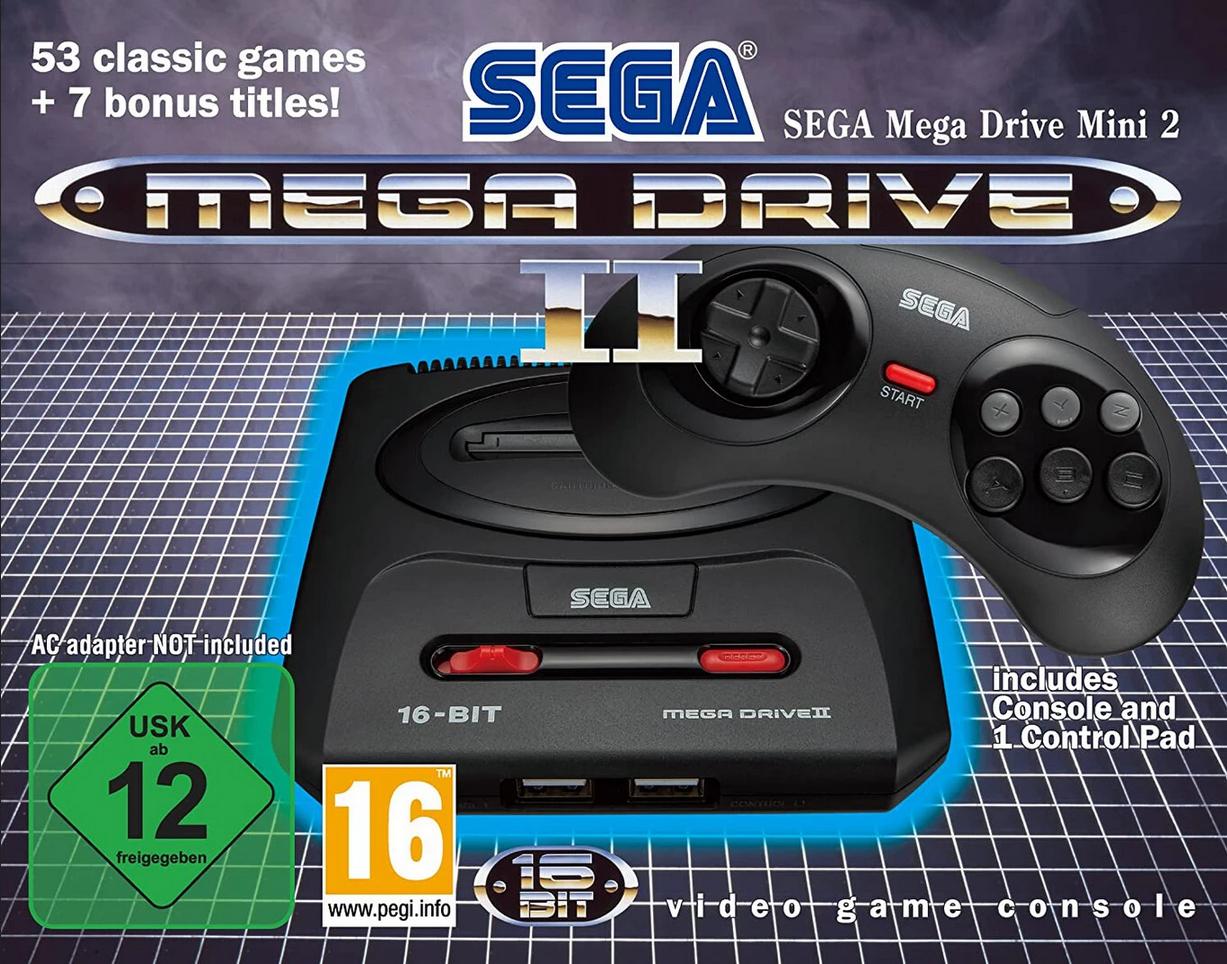 53 classic games
+ 7 bonus titles!
SEGA®
SEGA Mega Drive Mini 2
MEGA DRIVE
II
SEGA
START
X
Y
Z
A
B
C
SEGA
16-BIT
MEGA DRIVE II
AC adapter NOT included
USK
ab
12
freigegeben
16™
www.pegi.info
includes
Console and
1 Control Pad
16
BIT
video game console